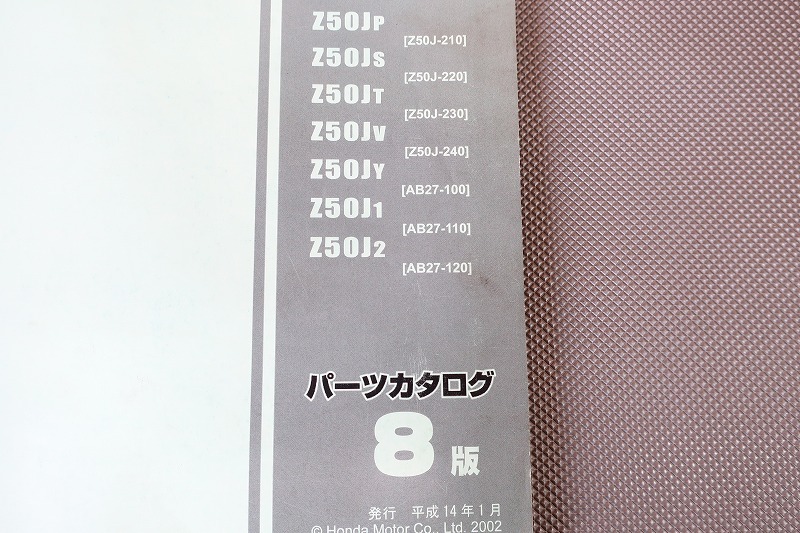 Z50JP
[Z50J-210]
Z50JS
[Z50J-220]
Z50JT
[Z50J-230]
Z50JV
[Z50J-240]
Z50JY
[AB27-100]
Z50J1
[AB27-110]
Z50J2
[AB27-120]
パーツカタログ
8版
発行 平成14年1月
© Honda Motor Co., Ltd. 2002